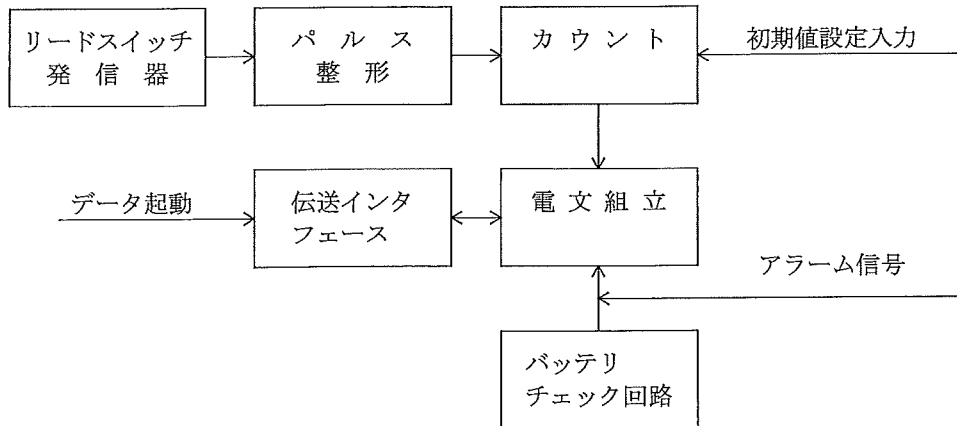 リードスイッチ
発信器
パルス
整形
カウント
初期値設定入力
データ起動
伝送インタ
フェース
電文組立
アラーム信号
バッテリ
チェック回路